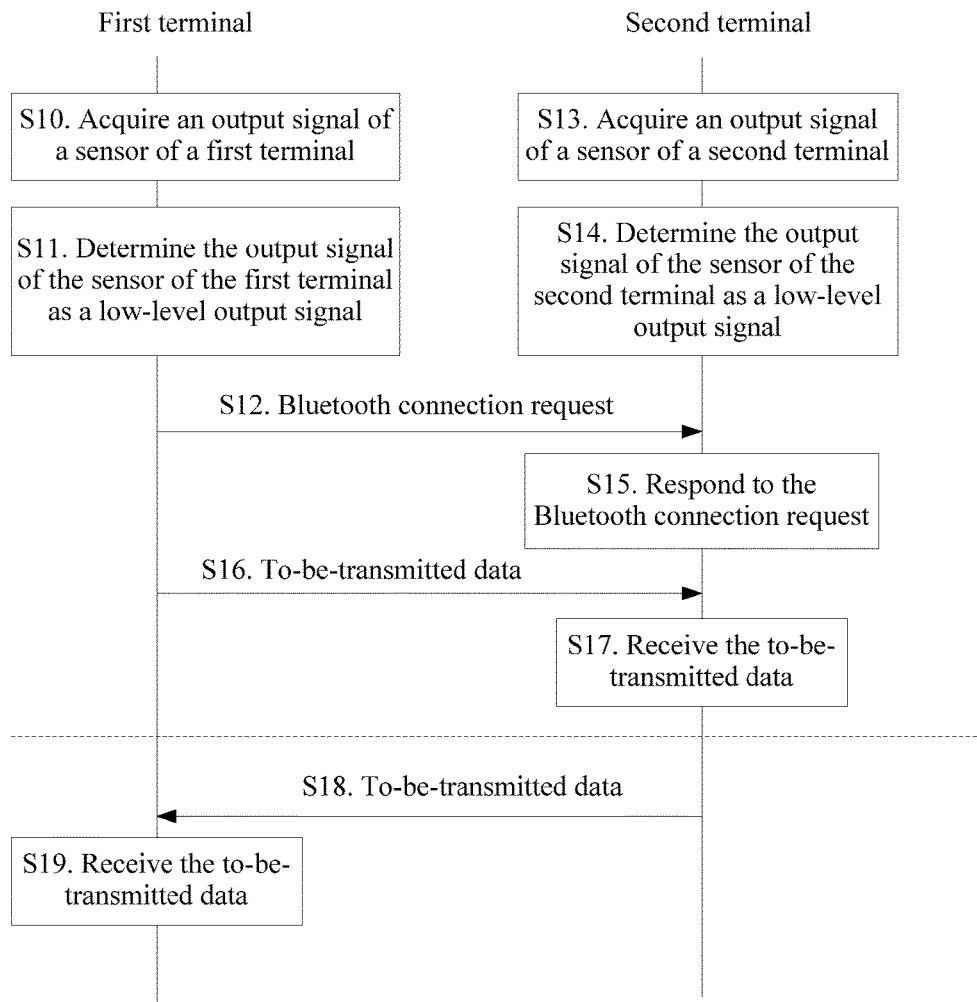 First terminal
Second terminal
S10. Acquire an output signal of
a sensor of a first terminal
S13. Acquire an output signal
of a sensor of a second terminal
S11. Determine the output signal
of the sensor of the first terminal
as a low-level output signal
S14. Determine the output
signal of the sensor of the
second terminal as a low-level
output signal
S12. Bluetooth connection request
S15. Respond to the
Bluetooth connection request
S16. To-be-transmitted data
S17. Receive the to-be-
transmitted data
S18. To-be-transmitted data
S19. Receive the to-be-
transmitted data